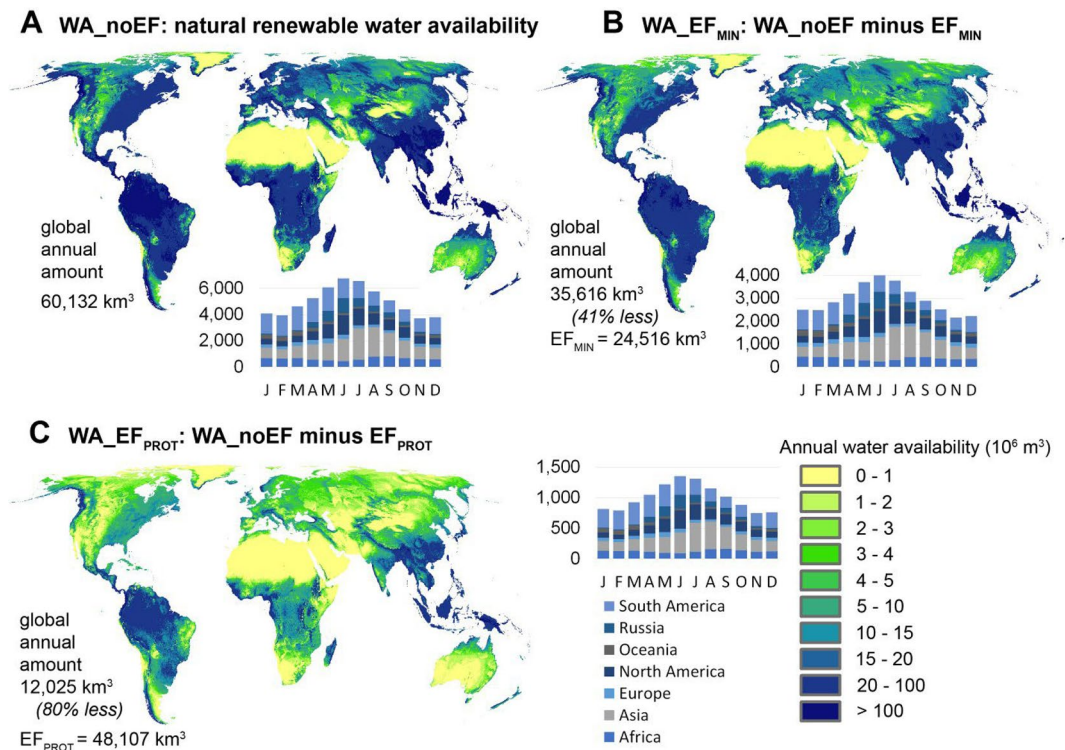 A WA_noEF: natural renewable water availability
global
annual
amount
60,132 km³
6,000
4,000
2,000
0
J F M A M J J A S O N D
B WA_EFMIN: WA_noEF minus EFMIN
global
annual
amount
35,616 km³
(41% less)
EFMIN = 24,516 km³
4,000
3,000
2,000
1,000
0
J F M A M J J A S O N D
C WA_EFPROT: WA_noEF minus EFPROT
global
annual
amount
12,025 km³
(80% less)
EFPROT = 48,107 km³
1,500
1,000
500
0
J F M A M J J A S O N D
South America
Russia
Oceania
North America
Europe
Asia
Africa
Annual water availability (10⁶ m³)
0 - 1
1 - 2
2 - 3
3 - 4
4 - 5
5 - 10
10 - 15
15 - 20
20 - 100
> 100